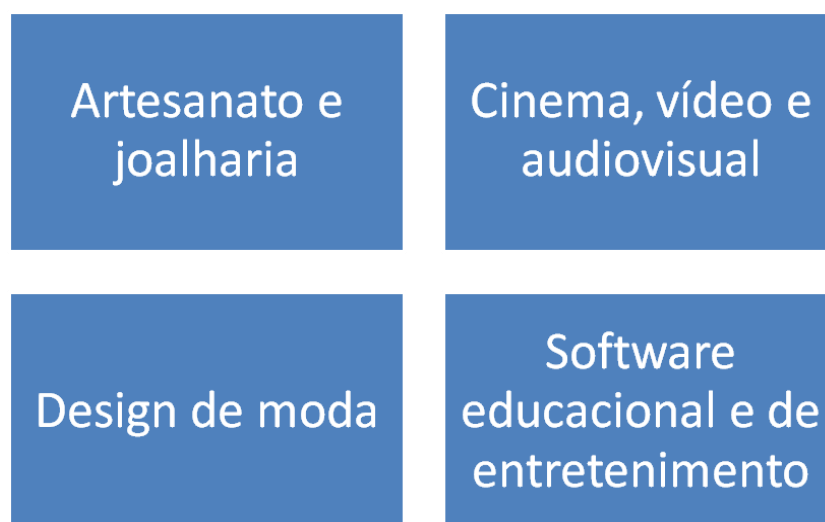 Artesanato e
joalharia
Cinema, vídeo e
audiovisual
Design de moda
Software
educacional e de
entretenimento